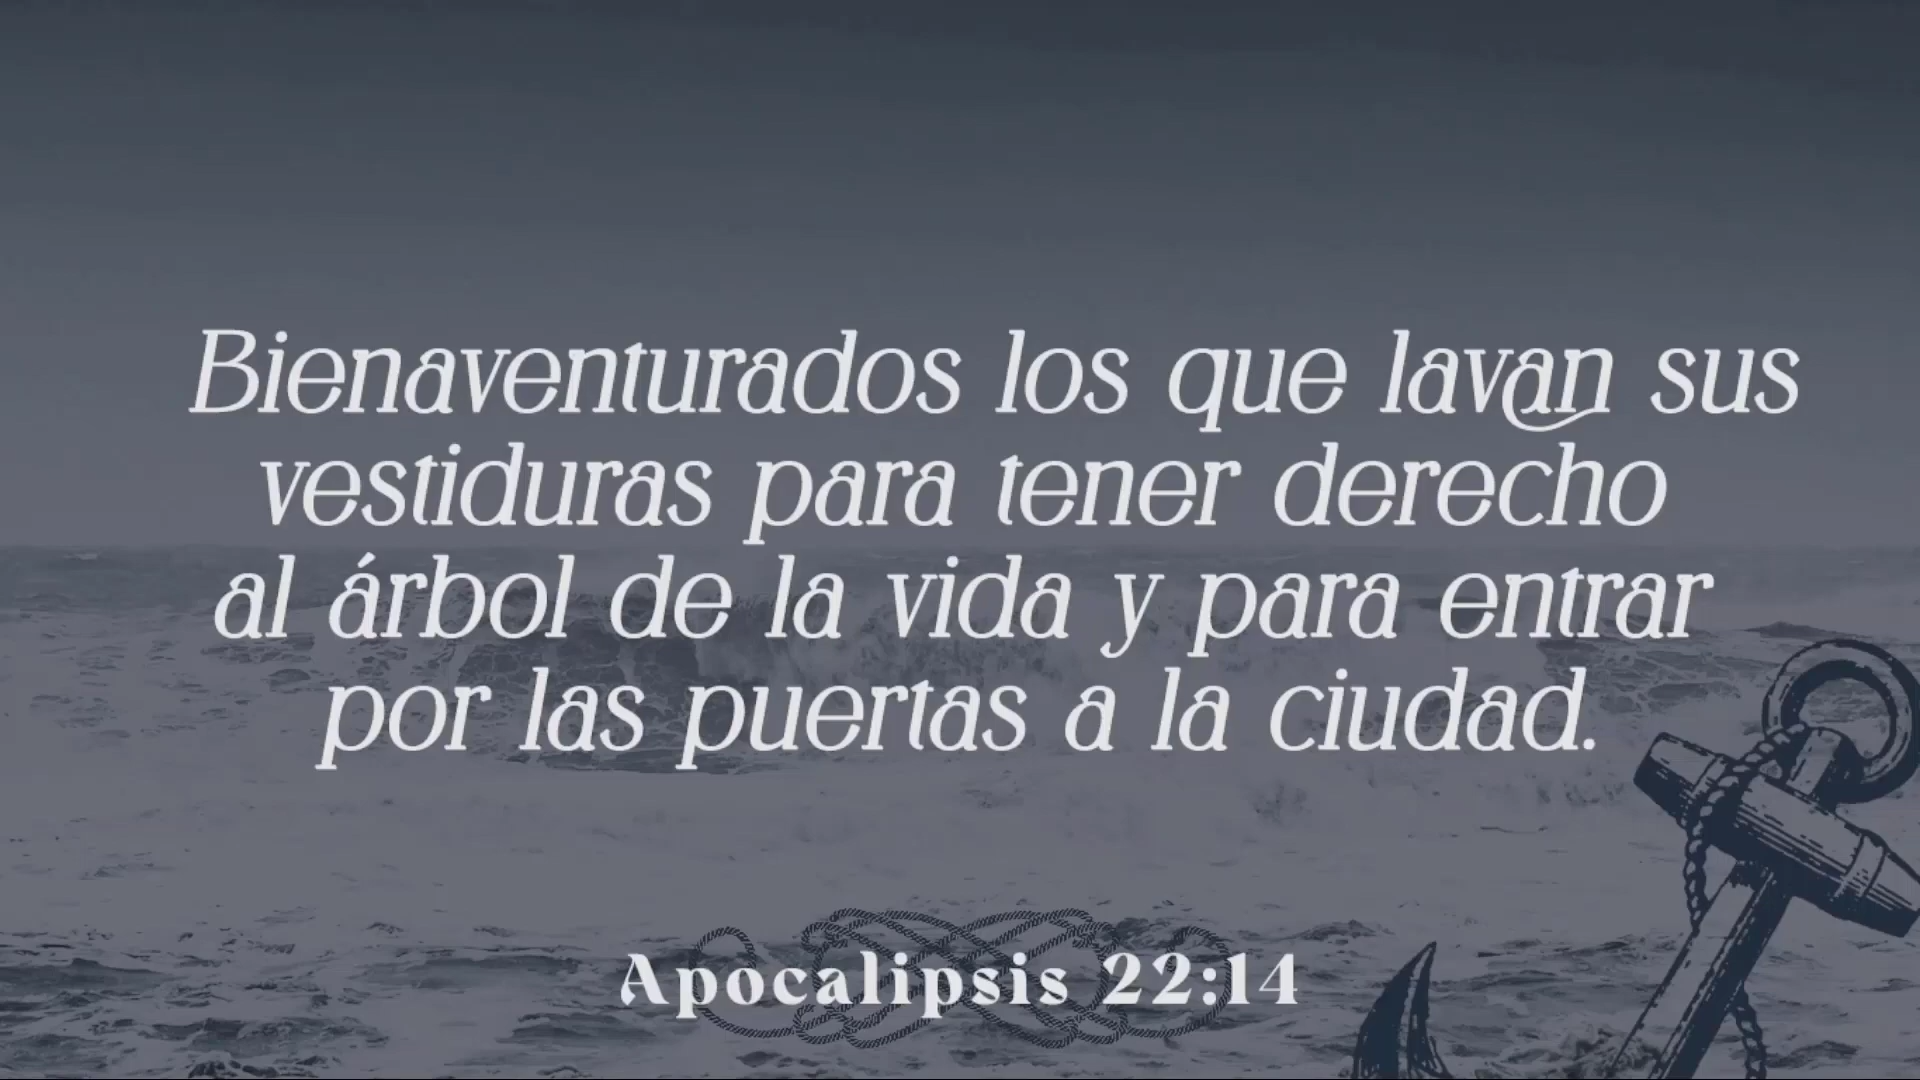 Bienaventurados los que lavan sus
vestiduras para tener derecho
al árbol de la vida y para entrar
por las puertas a la ciudad.
Apocalipsis 22:14